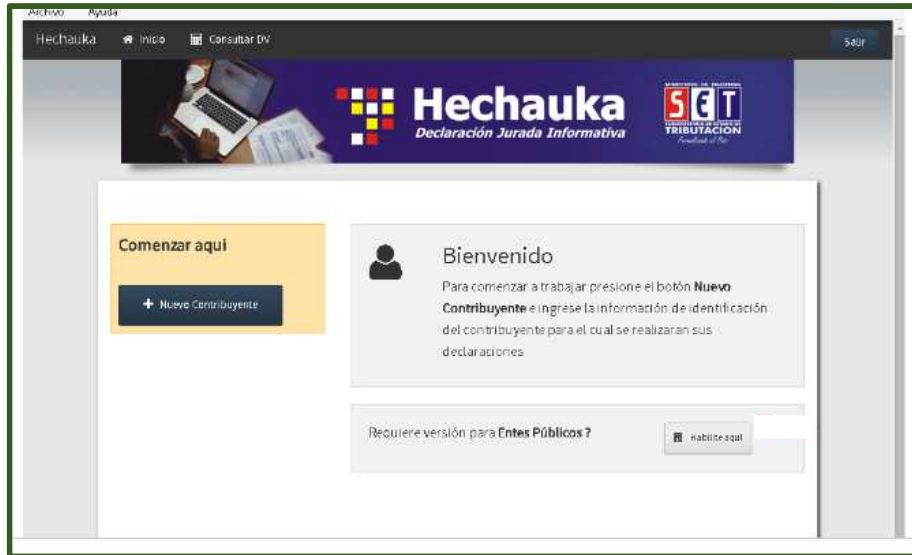 Archivo Ayuda
Hechauka Inicio Consultar DV Salir
Hechauka
Declaración Jurada Informativa
SET
TRIBUTACION
Comenzar aquí
+ Nuevo Contribuyente
Bienvenido
Para comenzar a trabajar presione el botón Nuevo
Contribuyente e ingrese la información de identificación
del contribuyente para el cual se realizaran sus
declaraciones
Requiere versión para Entes Públicos ?
Habilite aquí